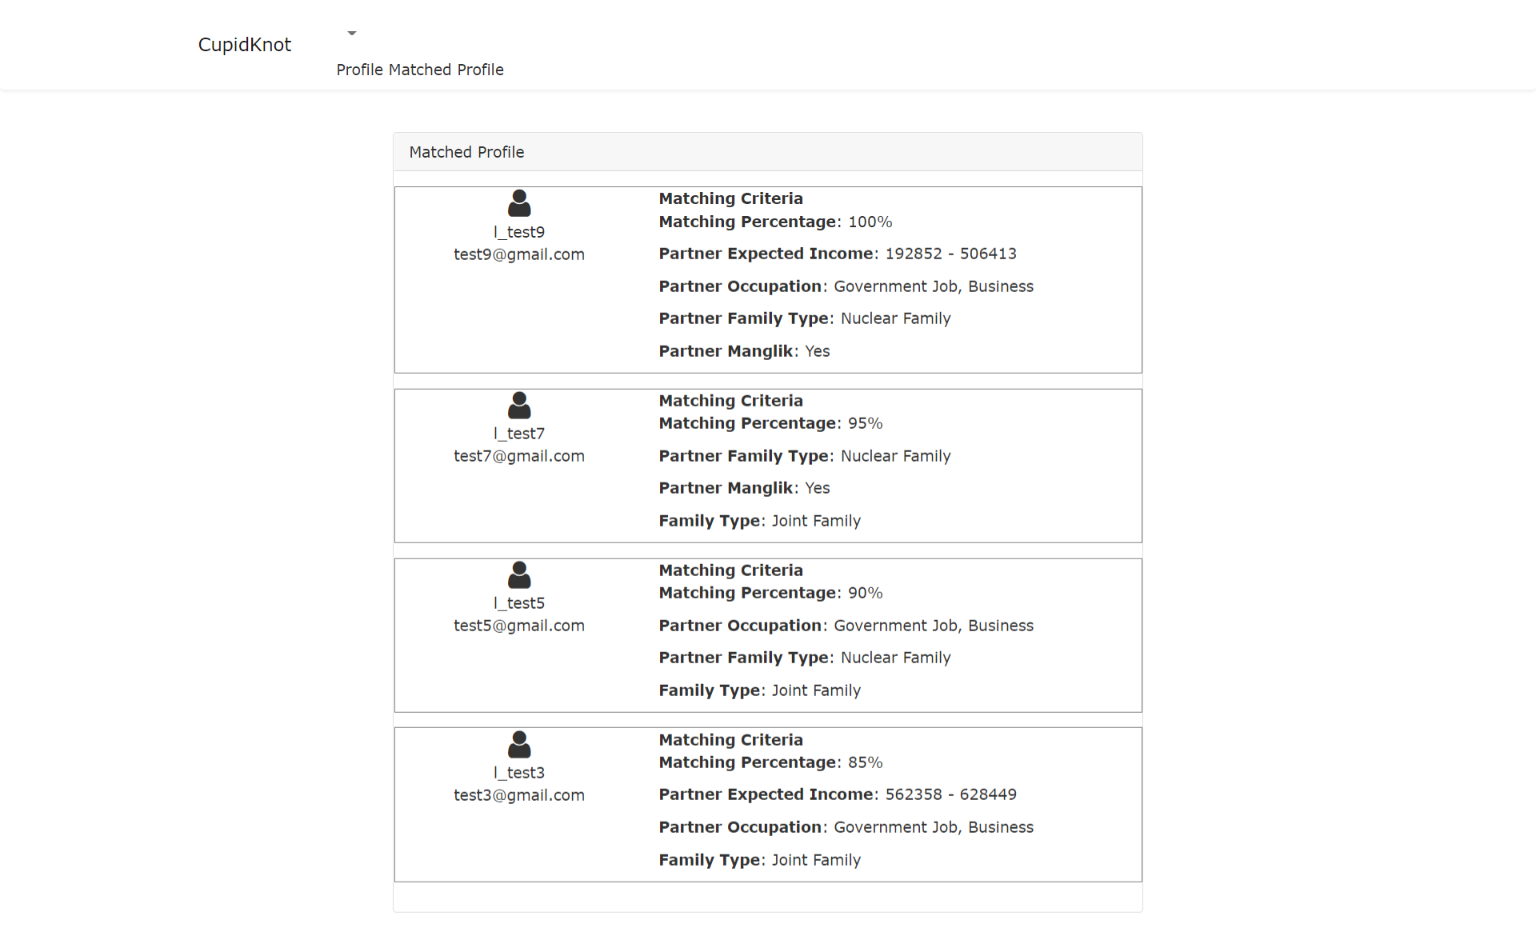 CupidKnot
Profile Matched Profile
Matched Profile
l_test9
test9@gmail.com
Matching Criteria
Matching Percentage: 100%
Partner Expected Income: 192852 - 506413
Partner Occupation: Government Job, Business
Partner Family Type: Nuclear Family
Partner Manglik: Yes
l_test7
test7@gmail.com
Matching Criteria
Matching Percentage: 95%
Partner Family Type: Nuclear Family
Partner Manglik: Yes
Family Type: Joint Family
l_test5
test5@gmail.com
Matching Criteria
Matching Percentage: 90%
Partner Occupation: Government Job, Business
Partner Family Type: Nuclear Family
Family Type: Joint Family
l_test3
test3@gmail.com
Matching Criteria
Matching Percentage: 85%
Partner Expected Income: 562358 - 628449
Partner Occupation: Government Job, Business
Family Type: Joint Family